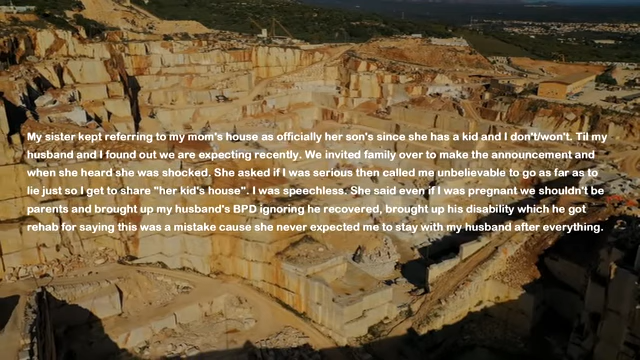 My sister kept referring to my mom's house as officially her son's since she has a kid and I don't/won't. Til my
husband and I found out we are expecting recently. We invited family over to make the announcement and
when she heard she was shocked. She asked if I was serious then called me unbelievable to go as far as to
lie just so I get to share "her kid's house". I was speechless. She said even if I was pregnant we shouldn't be
parents and brought up my husband's BPD ignoring he recovered, brought up his disability which he got
rehab for saying this was a mistake cause she never expected me to stay with my husband after everything.